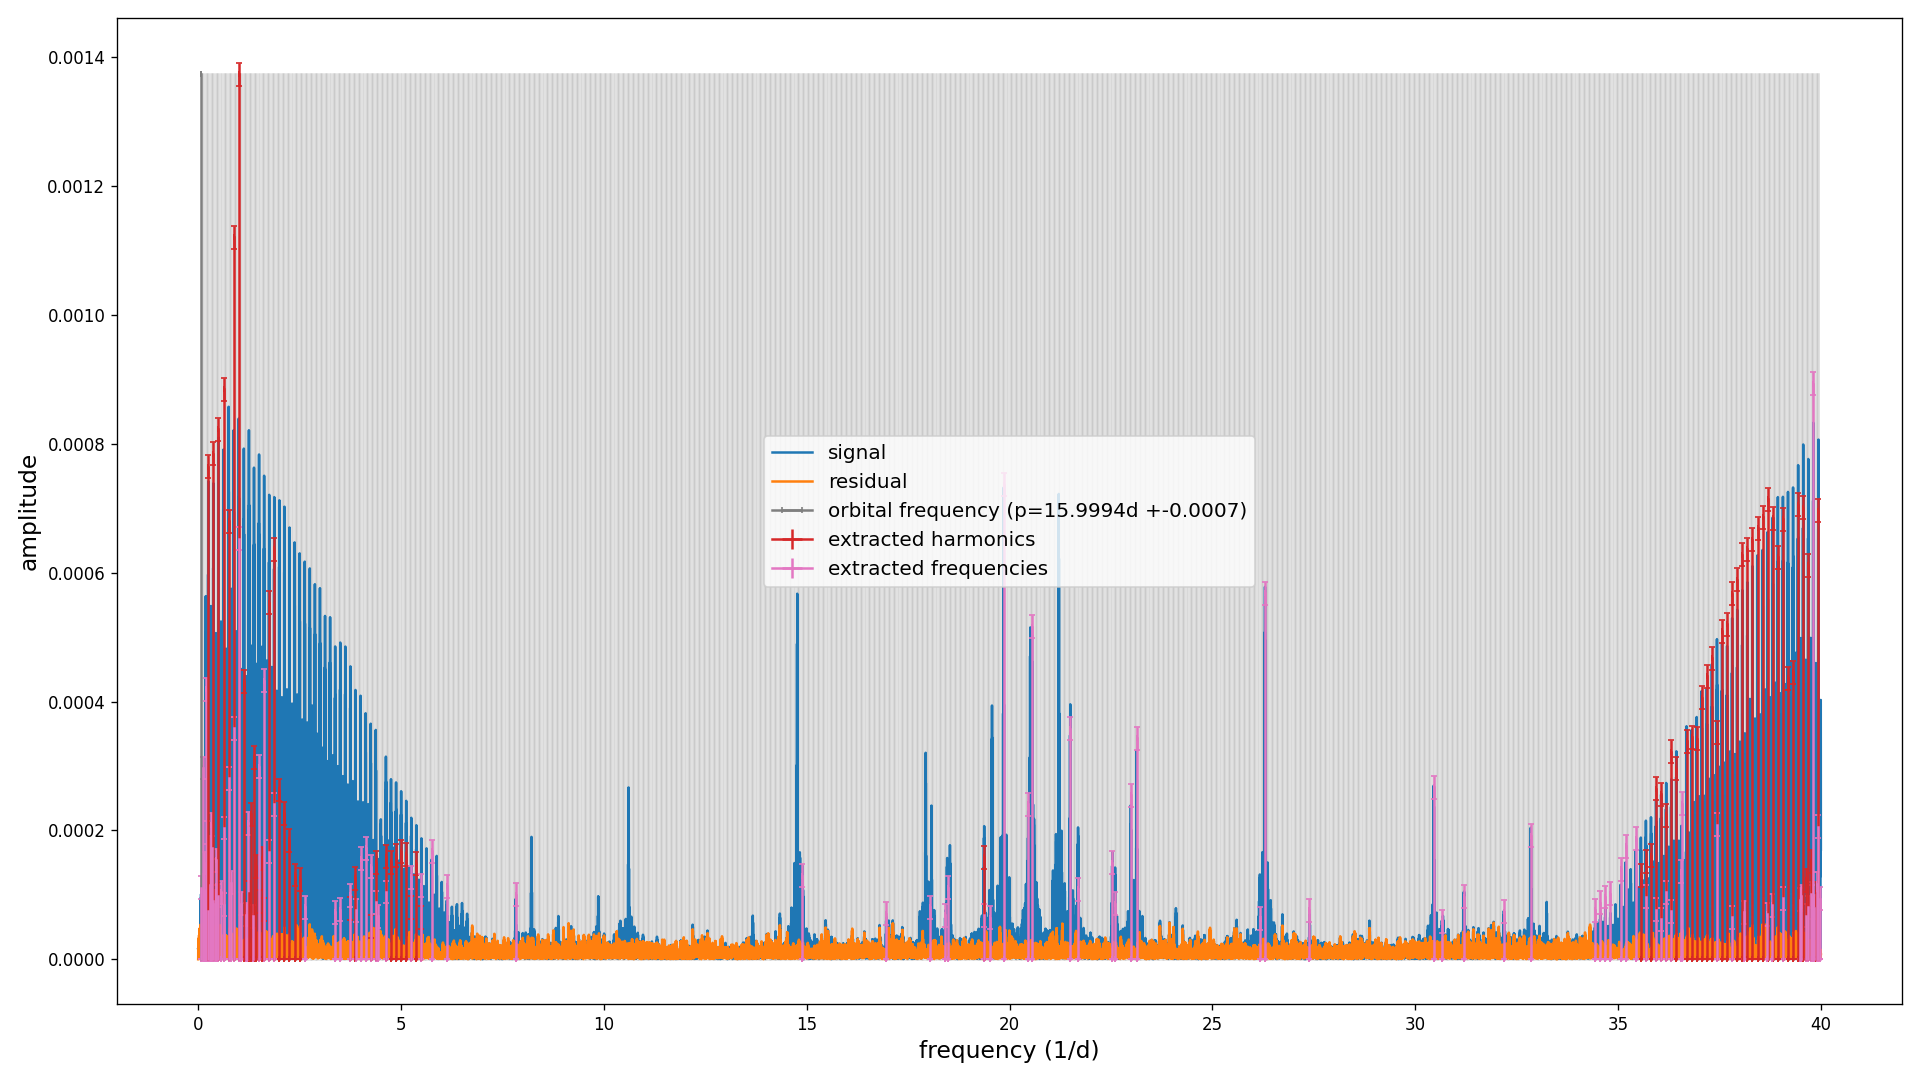 0.0014
0.0012
0.0010
0.0008
0.0006
0.0004
0.0002
0.0000
amplitude
signal
residual
orbital frequency (p=15.9994d +-0.0007)
extracted harmonics
extracted frequencies
0 5 10 15 20 25 30 35 40
frequency (1/d)